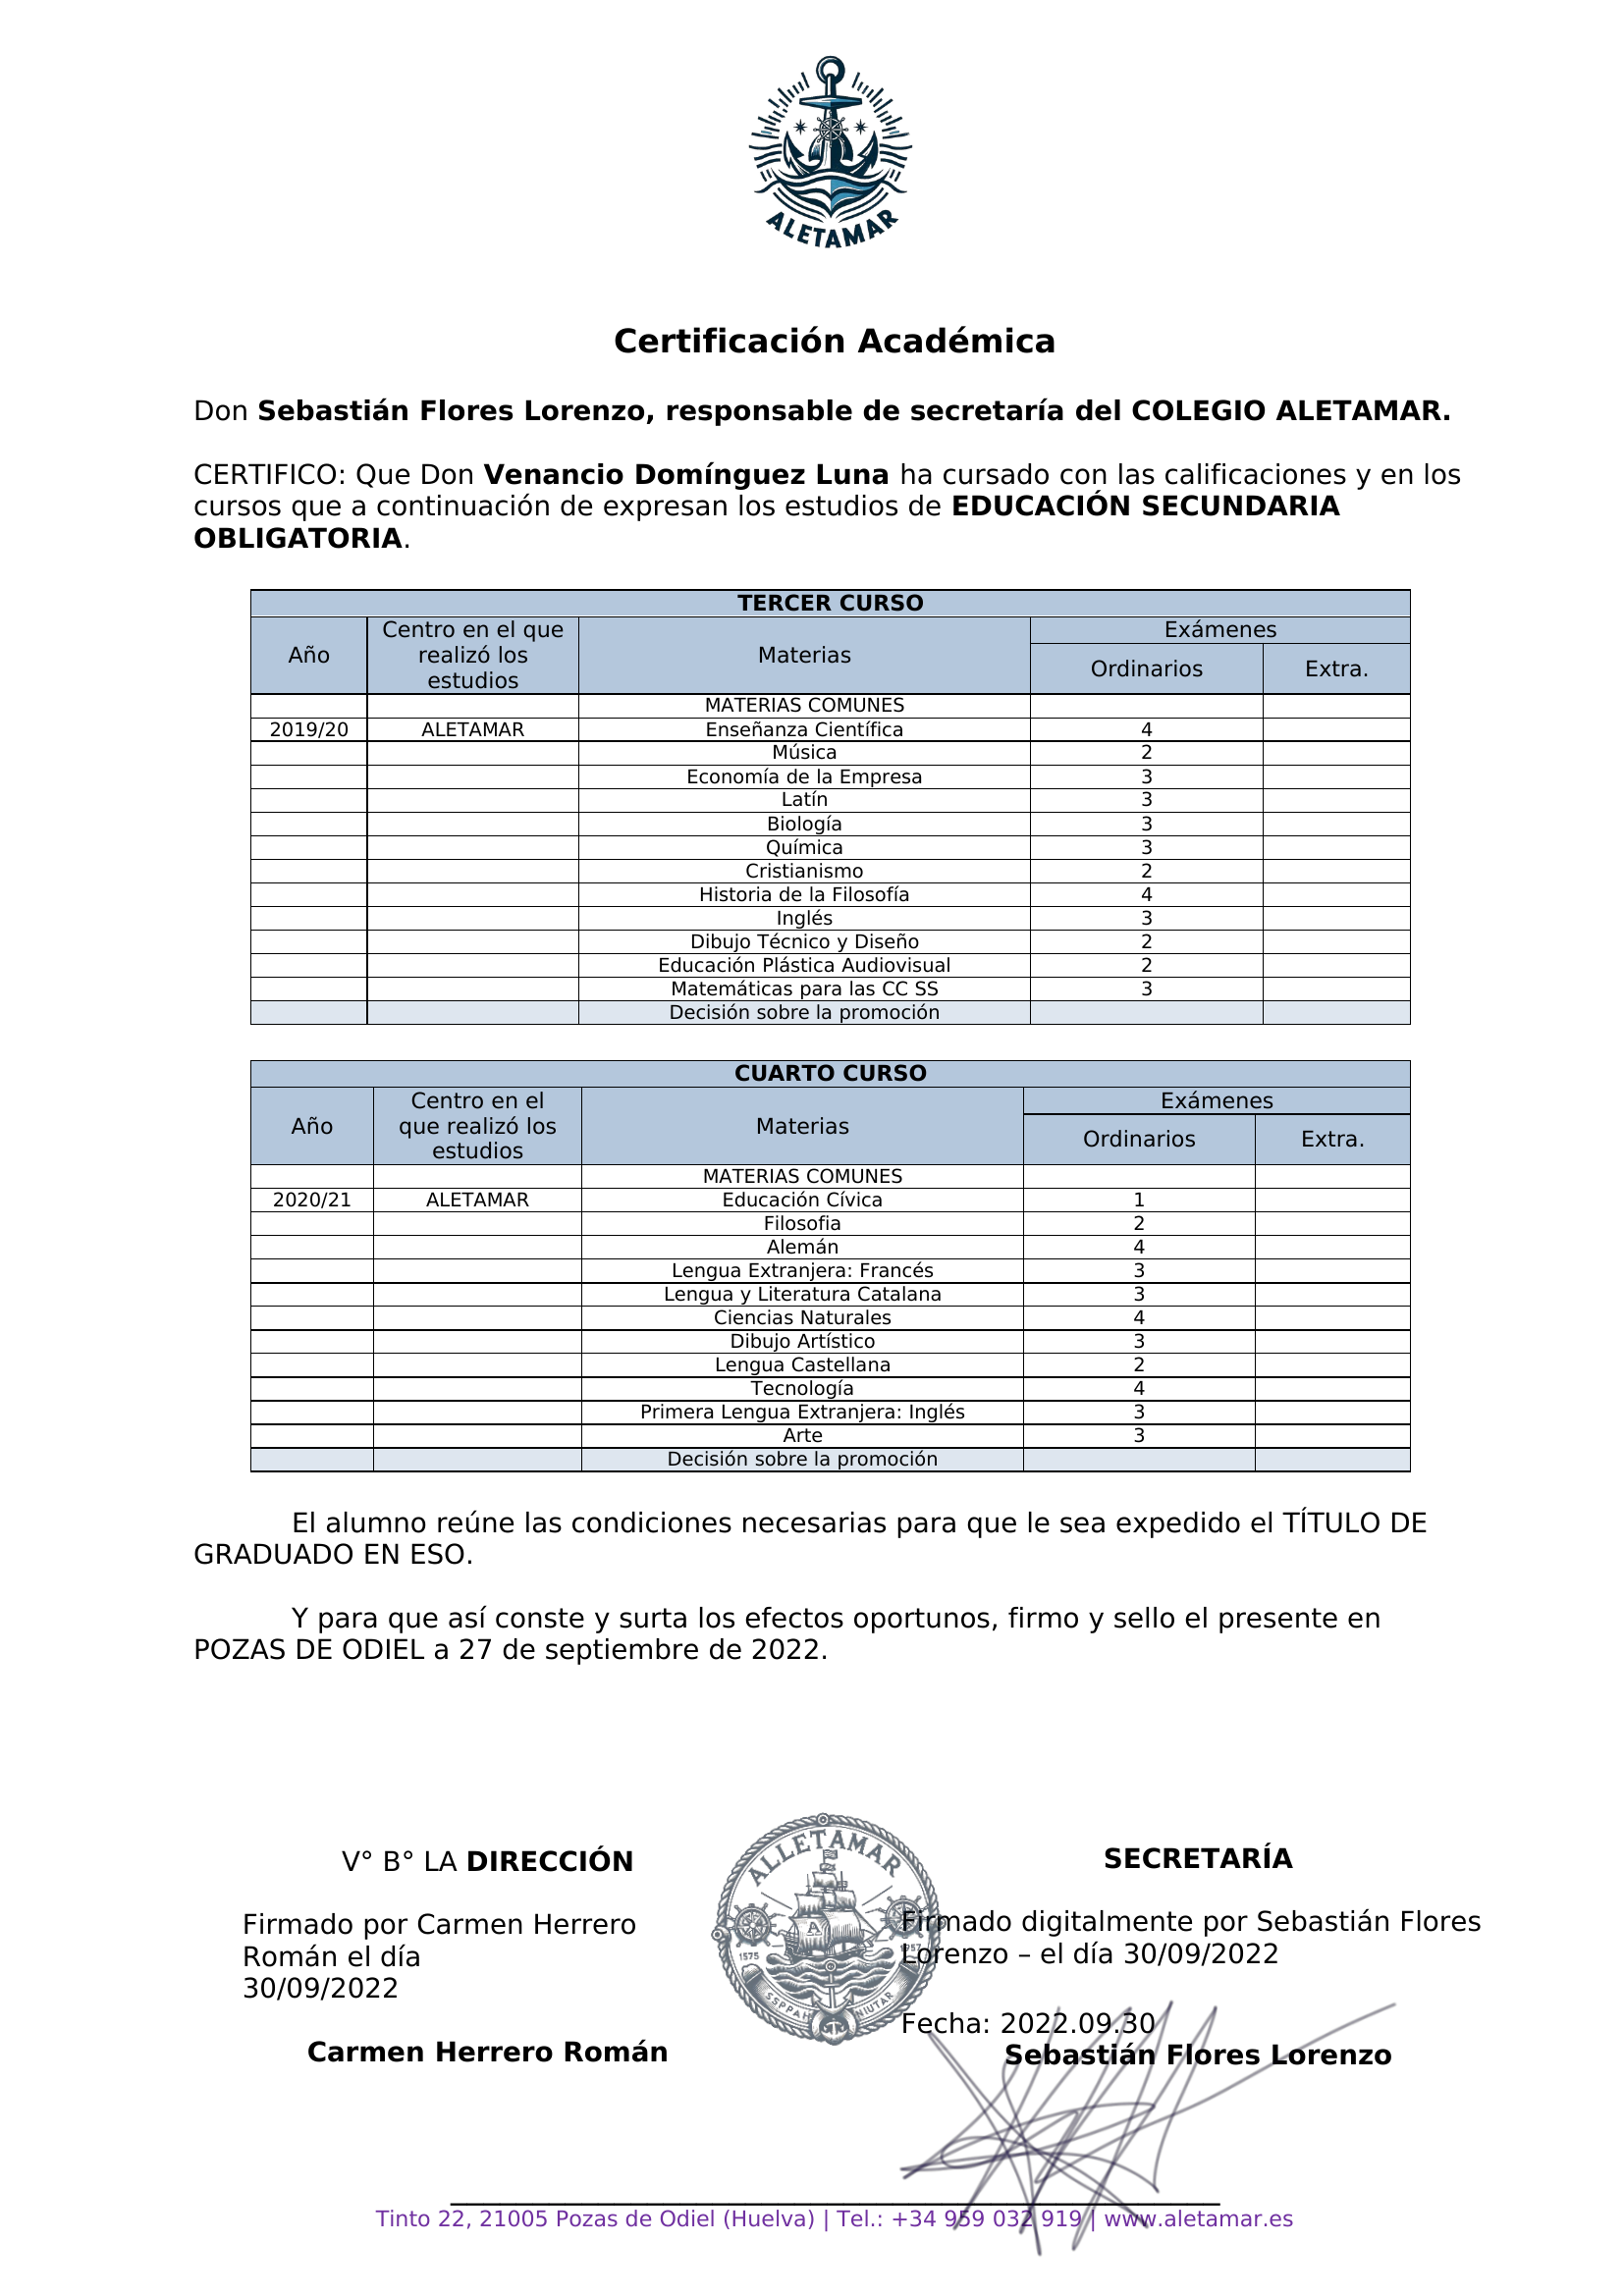 ALETAMAR
Certificación Académica
Don Sebastián Flores Lorenzo, responsable de secretaría del COLEGIO ALETAMAR.
CERTIFICO: Que Don Venancio Domínguez Luna ha cursado con las calificaciones y en los
cursos que a continuación de expresan los estudios de EDUCACIÓN SECUNDARIA
OBLIGATORIA.
TERCER CURSO
Año Centro en el que realizó los estudios Materias Exámenes
Ordinarios Extra.
MATERIAS COMUNES
2019/20 ALETAMAR Enseñanza Científica 4
Música 2
Economía de la Empresa 3
Latín 3
Biología 3
Química 3
Cristianismo 2
Historia de la Filosofía 4
Inglés 3
Dibujo Técnico y Diseño 2
Educación Plástica Audiovisual 2
Matemáticas para las CC SS 3
Decisión sobre la promoción
CUARTO CURSO
Año Centro en el que realizó los estudios Materias Exámenes
Ordinarios Extra.
MATERIAS COMUNES
2020/21 ALETAMAR Educación Cívica 1
Filosofia 2
Alemán 4
Lengua Extranjera: Francés 3
Lengua y Literatura Catalana 3
Ciencias Naturales 4
Dibujo Artístico 3
Lengua Castellana 2
Tecnología 4
Primera Lengua Extranjera: Inglés 3
Arte 3
Decisión sobre la promoción
El alumno reúne las condiciones necesarias para que le sea expedido el TÍTULO DE
GRADUADO EN ESO.
Y para que así conste y surta los efectos oportunos, firmo y sello el presente en
POZAS DE ODIEL a 27 de septiembre de 2022.
V° B° LA DIRECCIÓN
Firmado por Carmen Herrero
Román el día
30/09/2022
Carmen Herrero Román
ALLETAMAR
A
1575 1957
SSPPAH NIUTAR
SECRETARÍA
Firmado digitalmente por Sebastián Flores
Lorenzo – el día 30/09/2022
Fecha: 2022.09.30
Sebastián Flores Lorenzo
Tinto 22, 21005 Pozas de Odiel (Huelva) | Tel.: +34 959 032 919 | www.aletamar.es